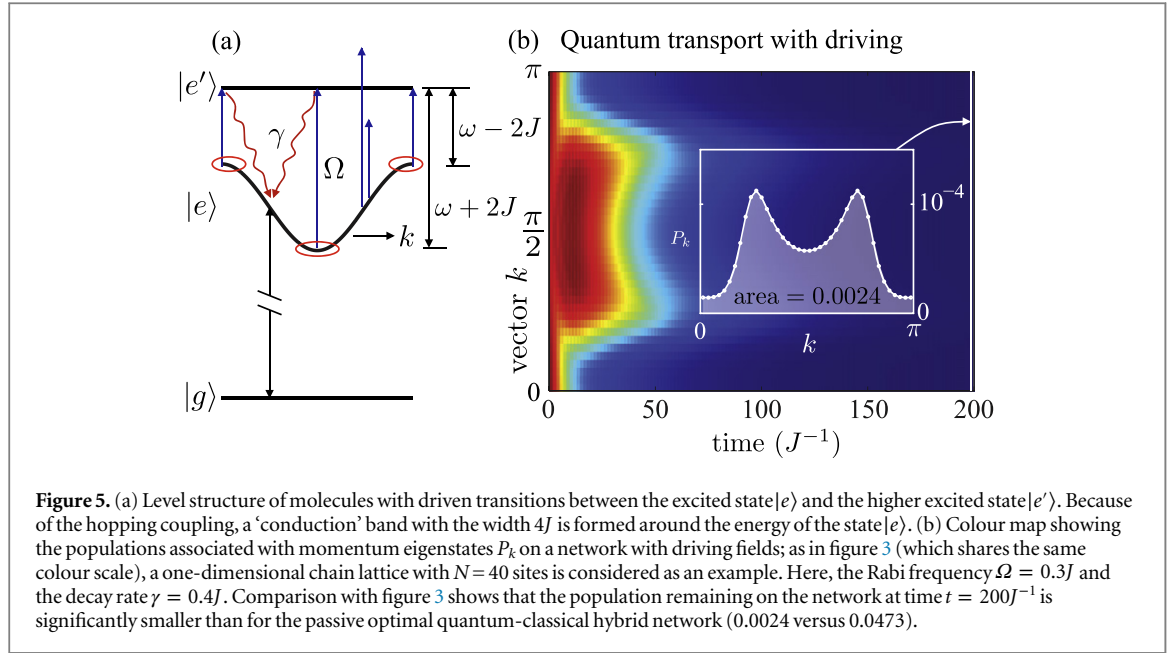 (a)
|e′⟩
γ
Ω
ω − 2J
ω + 2J
|e⟩
k
|g⟩
(b) Quantum transport with driving
π
π/2
0
vector k
0 50 100 150 200
time (J⁻¹)
P_k
10⁻⁴
0
area = 0.0024
0 π
k
Figure 5. (a) Level structure of molecules with driven transitions between the excited state|e⟩ and the higher excited state|e′⟩. Because
of the hopping coupling, a ‘conduction’ band with the width 4J is formed around the energy of the state|e⟩. (b) Colour map showing
the populations associated with momentum eigenstates P_k on a network with driving fields; as in figure 3 (which shares the same
colour scale), a one-dimensional chain lattice with N = 40 sites is considered as an example. Here, the Rabi frequency Ω = 0.3J and
the decay rate γ = 0.4J. Comparison with figure 3 shows that the population remaining on the network at time t = 200J⁻¹ is
significantly smaller than for the passive optimal quantum-classical hybrid network (0.0024 versus 0.0473).